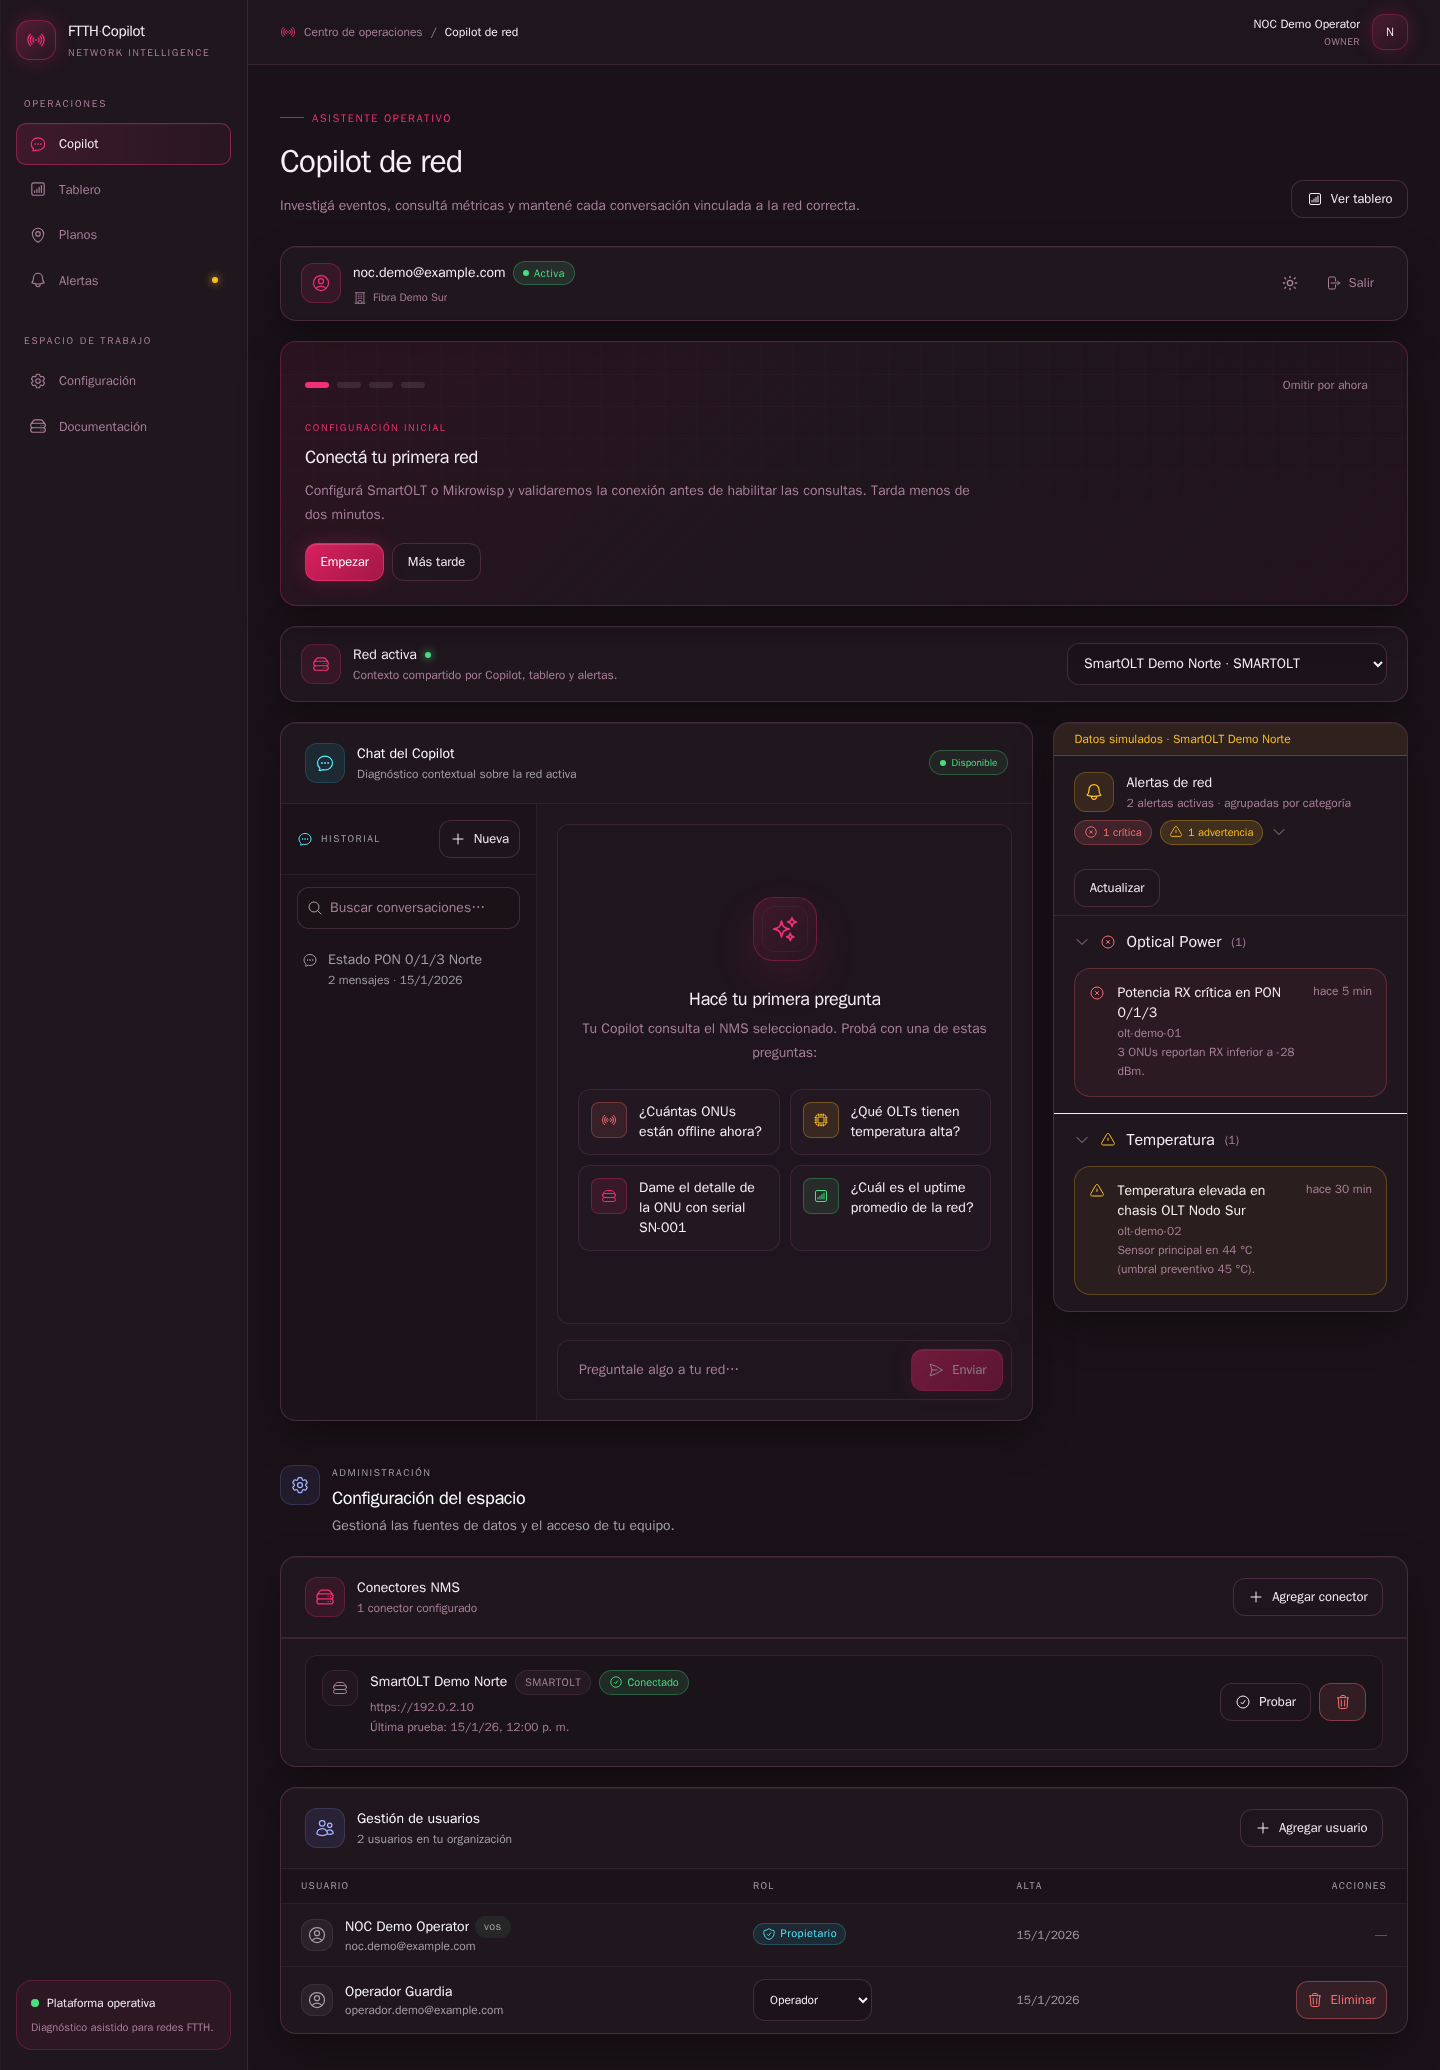 FTTH·Copilot
NETWORK INTELLIGENCE
OPERACIONES
Copilot
Tablero
Planos
Alertas
ESPACIO DE TRABAJO
Configuración
Documentación
Plataforma operativa
Diagnóstico asistido para redes FTTH.
Centro de operaciones / Copilot de red
NOC Demo Operator
OWNER
N
ASISTENTE OPERATIVO
Copilot de red
Investigá eventos, consultá métricas y mantené cada conversación vinculada a la red correcta.
Ver tablero
noc.demo@example.com
Activa
Fibra Demo Sur
Salir
Omitir por ahora
CONFIGURACIÓN INICIAL
Conectá tu primera red
Configurá SmartOLT o Mikrowisp y validaremos la conexión antes de habilitar las consultas. Tarda menos de
dos minutos.
Empezar
Más tarde
Red activa
Contexto compartido por Copilot, tablero y alertas.
SmartOLT Demo Norte · SMARTOLT
Chat del Copilot
Diagnóstico contextual sobre la red activa
Disponible
HISTORIAL
Nueva
Buscar conversaciones…
Estado PON 0/1/3 Norte
2 mensajes · 15/1/2026
Hacé tu primera pregunta
Tu Copilot consulta el NMS seleccionado. Probá con una de estas
preguntas:
¿Cuántas ONUs
están offline ahora?
¿Qué OLTs tienen
temperatura alta?
Dame el detalle de
la ONU con serial
SN-001
¿Cuál es el uptime
promedio de la red?
Preguntale algo a tu red…
Enviar
Datos simulados · SmartOLT Demo Norte
Alertas de red
2 alertas activas · agrupadas por categoría
1 crítica
1 advertencia
Actualizar
Optical Power (1)
Potencia RX crítica en PON
0/1/3
hace 5 min
olt-demo-01
3 ONUs reportan RX inferior a -28
dBm.
Temperatura (1)
Temperatura elevada en
chasis OLT Nodo Sur
hace 30 min
olt-demo-02
Sensor principal en 44 °C
(umbral preventivo 45 °C).
ADMINISTRACIÓN
Configuración del espacio
Gestioná las fuentes de datos y el acceso de tu equipo.
Conectores NMS
1 conector configurado
Agregar conector
SmartOLT Demo Norte
SMARTOLT
Conectado
https://192.0.2.10
Última prueba: 15/1/26, 12:00 p. m.
Probar
Gestión de usuarios
2 usuarios en tu organización
Agregar usuario
USUARIO ROL ALTA ACCIONES
NOC Demo Operator vos
noc.demo@example.com
Propietario
15/1/2026
—
Operador Guardia
operador.demo@example.com
Operador
15/1/2026
Eliminar